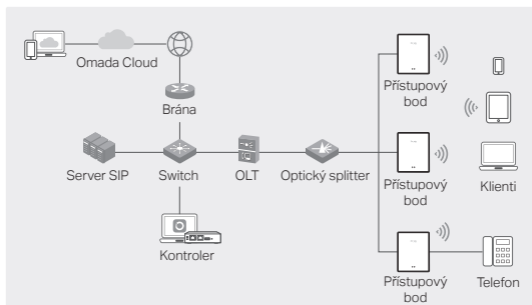 Omada Cloud
Brána
Přístupový
bod
Server SIP
Switch
OLT
Optický splitter
Přístupový
bod
Klienti
Kontroler
Přístupový
bod
Telefon